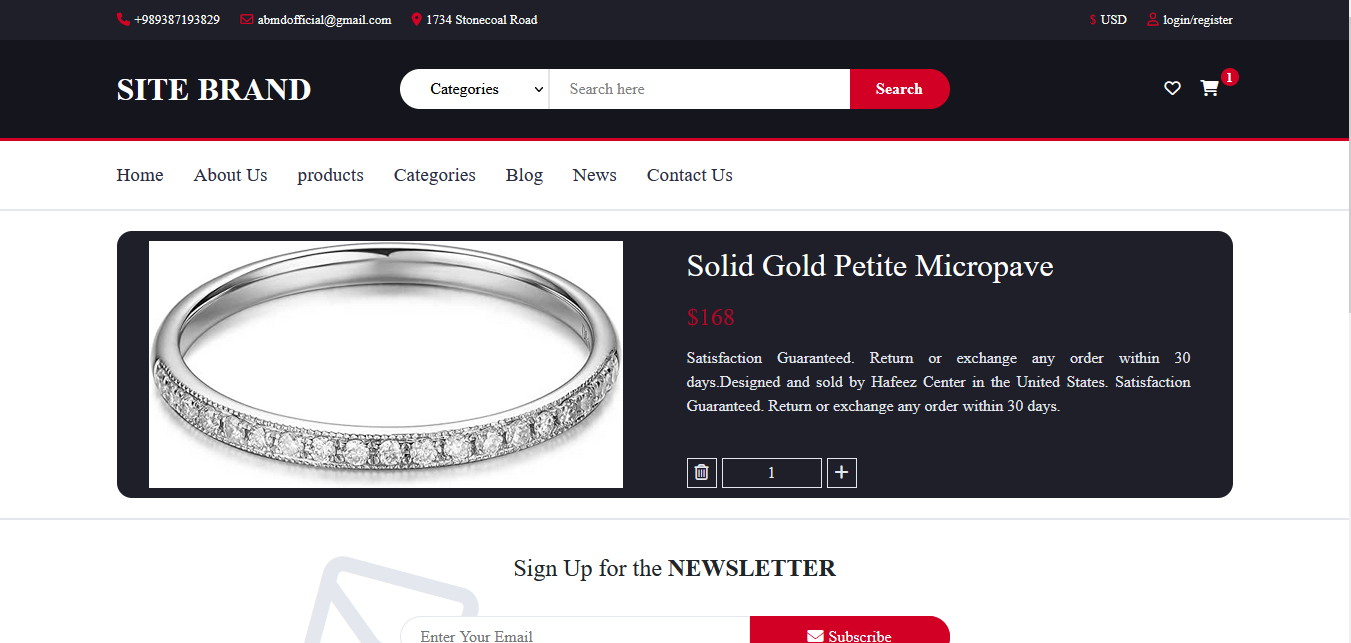 +989387193829 abmdofficial@gmail.com 1734 Stonecoal Road $ USD login/register
SITE BRAND Categories Search here Search 1
Home About Us products Categories Blog News Contact Us
Solid Gold Petite Micropave
$168
Satisfaction Guaranteed. Return or exchange any order within 30
days.Designed and sold by Hafeez Center in the United States. Satisfaction
Guaranteed. Return or exchange any order within 30 days.
1 +
Sign Up for the NEWSLETTER
Enter Your Email Subscribe